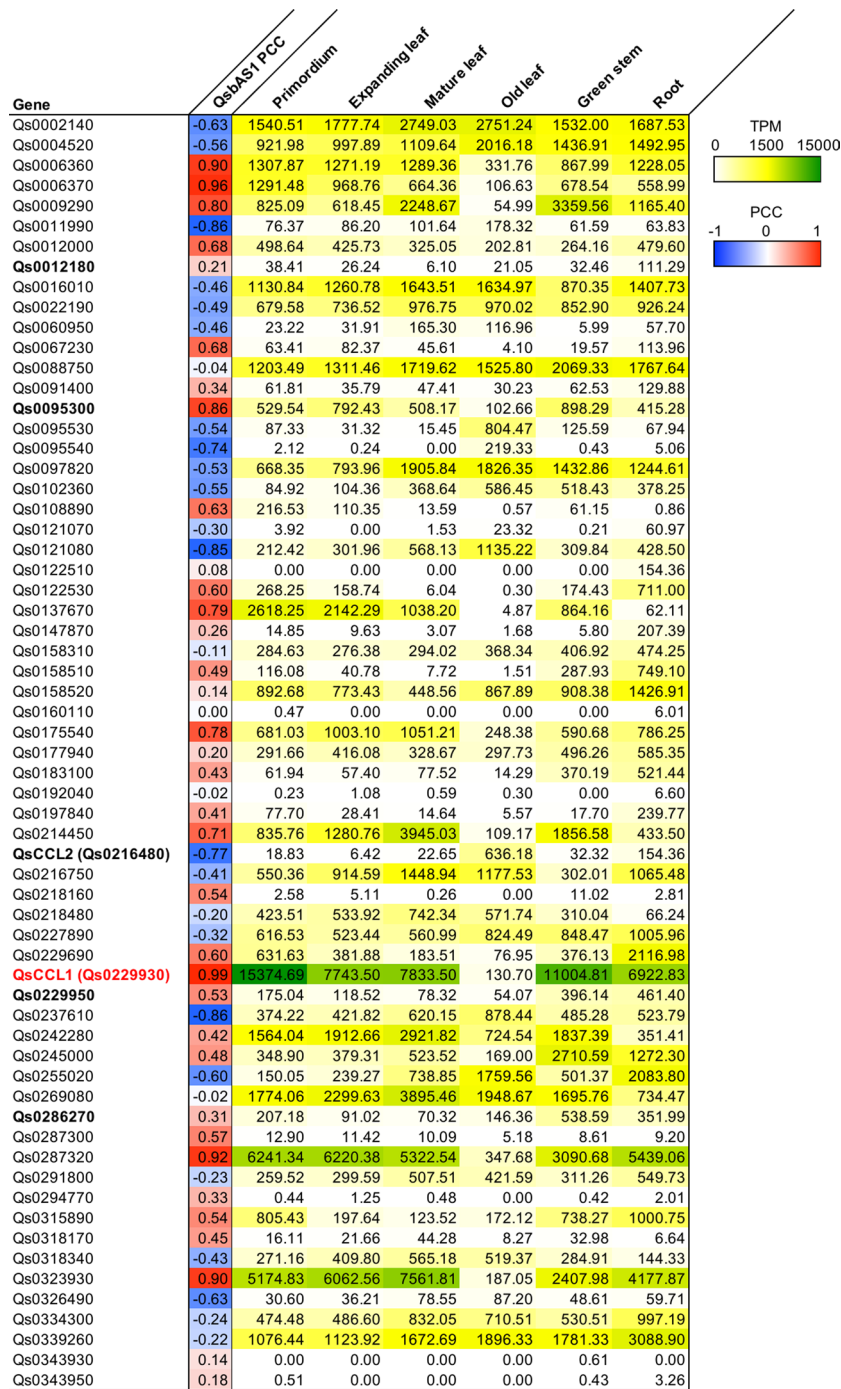 Gene QsbAS1 PCC Primordium Expanding leaf Mature leaf Old leaf Green stem Root
Qs0002140 -0.63 1540.51 1777.74 2749.03 2751.24 1532.00 1687.53
Qs0004520 -0.56 921.98 997.89 1109.64 2016.18 1436.91 1492.95
Qs0006360 0.90 1307.87 1271.19 1289.36 331.76 867.99 1228.05
Qs0006370 0.96 1291.48 968.76 664.36 106.63 678.54 558.99
Qs0009290 0.80 825.09 618.45 2248.67 54.99 3359.56 1165.40
Qs0011990 -0.86 76.37 86.20 101.64 178.32 61.59 63.83
Qs0012000 0.68 498.64 425.73 325.05 202.81 264.16 479.60
Qs0012180 0.21 38.41 26.24 6.10 21.05 32.46 111.29
Qs0016010 -0.46 1130.84 1260.78 1643.51 1634.97 870.35 1407.73
Qs0022190 -0.49 679.58 736.52 976.75 970.02 852.90 926.24
Qs0060950 -0.46 23.22 31.91 165.30 116.96 5.99 57.70
Qs0067230 0.68 63.41 82.37 45.61 4.10 19.57 113.96
Qs0088750 -0.04 1203.49 1311.46 1719.62 1525.80 2069.33 1767.64
Qs0091400 0.34 61.81 35.79 47.41 30.23 62.53 129.88
Qs0095300 0.86 529.54 792.43 508.17 102.66 898.29 415.28
Qs0095530 -0.54 87.33 31.32 15.45 804.47 125.59 67.94
Qs0095540 -0.74 2.12 0.24 0.00 219.33 0.43 5.06
Qs0097820 -0.53 668.35 793.96 1905.84 1826.35 1432.86 1244.61
Qs0102360 -0.55 84.92 104.36 368.64 586.45 518.43 378.25
Qs0108890 0.63 216.53 110.35 13.59 0.57 61.15 0.86
Qs0121070 -0.30 3.92 0.00 1.53 23.32 0.21 60.97
Qs0121080 -0.85 212.42 301.96 568.13 1135.22 309.84 428.50
Qs0122510 0.08 0.00 0.00 0.00 0.00 0.00 154.36
Qs0122530 0.60 268.25 158.74 6.04 0.30 174.43 711.00
Qs0137670 0.79 2618.25 2142.29 1038.20 4.87 864.16 62.11
Qs0147870 0.26 14.85 9.63 3.07 1.68 5.80 207.39
Qs0158310 -0.11 284.63 276.38 294.02 368.34 406.92 474.25
Qs0158510 0.49 116.08 40.78 7.72 1.51 287.93 749.10
Qs0158520 0.14 892.68 773.43 448.56 867.89 908.38 1426.91
Qs0160110 0.00 0.47 0.00 0.00 0.00 0.00 6.01
Qs0175540 0.78 681.03 1003.10 1051.21 248.38 590.68 786.25
Qs0177940 0.20 291.66 416.08 328.67 297.73 496.26 585.35
Qs0183100 0.43 61.94 57.40 77.52 14.29 370.19 521.44
Qs0192040 -0.02 0.23 1.08 0.59 0.30 0.00 6.60
Qs0197840 0.41 77.70 28.41 14.64 5.57 17.70 239.77
Qs0214450 0.71 835.76 1280.76 3945.03 109.17 1856.58 433.50
QsCCL2 (Qs0216480) -0.77 18.83 6.42 22.65 636.18 32.32 154.36
Qs0216750 -0.41 550.36 914.59 1448.94 1177.53 302.01 1065.48
Qs0218160 0.54 2.58 5.11 0.26 0.00 11.02 2.81
Qs0218480 -0.20 423.51 533.92 742.34 571.74 310.04 66.24
Qs0227890 -0.32 616.53 523.44 560.99 824.49 848.47 1005.96
Qs0229690 0.60 631.63 381.88 183.51 76.95 376.13 2116.98
QsCCL1 (Qs0229930) 0.99 15374.69 7743.50 7833.50 130.70 11004.81 6922.83
Qs0229950 0.53 175.04 118.52 78.32 54.07 396.14 461.40
Qs0237610 -0.86 374.22 421.82 620.15 878.44 485.28 523.79
Qs0242280 0.42 1564.04 1912.66 2921.82 724.54 1837.39 351.41
Qs0245000 0.48 348.90 379.31 523.52 169.00 2710.59 1272.30
Qs0255020 -0.60 150.05 239.27 738.85 1759.56 501.37 2083.80
Qs0269080 -0.02 1774.06 2299.63 3895.46 1948.67 1695.76 734.47
Qs0286270 0.31 207.18 91.02 70.32 146.36 538.59 351.99
Qs0287300 0.57 12.90 11.42 10.09 5.18 8.61 9.20
Qs0287320 0.92 6241.34 6220.38 5322.54 347.68 3090.68 5439.06
Qs0291800 -0.23 259.52 299.59 507.51 421.59 311.26 549.73
Qs0294770 0.33 0.44 1.25 0.48 0.00 0.42 2.01
Qs0315890 0.54 805.43 197.64 123.52 172.12 738.27 1000.75
Qs0318170 0.45 16.11 21.66 44.28 8.27 32.98 6.64
Qs0318340 -0.43 271.16 409.80 565.18 519.37 284.91 144.33
Qs0323930 0.90 5174.83 6062.56 7561.81 187.05 2407.98 4177.87
Qs0326490 -0.63 30.60 36.21 78.55 87.20 48.61 59.71
Qs0334300 -0.24 474.48 486.60 832.05 710.51 530.51 997.19
Qs0339260 -0.22 1076.44 1123.92 1672.69 1896.33 1781.33 3088.90
Qs0343930 0.14 0.00 0.00 0.00 0.00 0.61 0.00
Qs0343950 0.18 0.51 0.00 0.00 0.00 0.43 3.26
TPM
0 1500 15000
PCC
-1 0 1